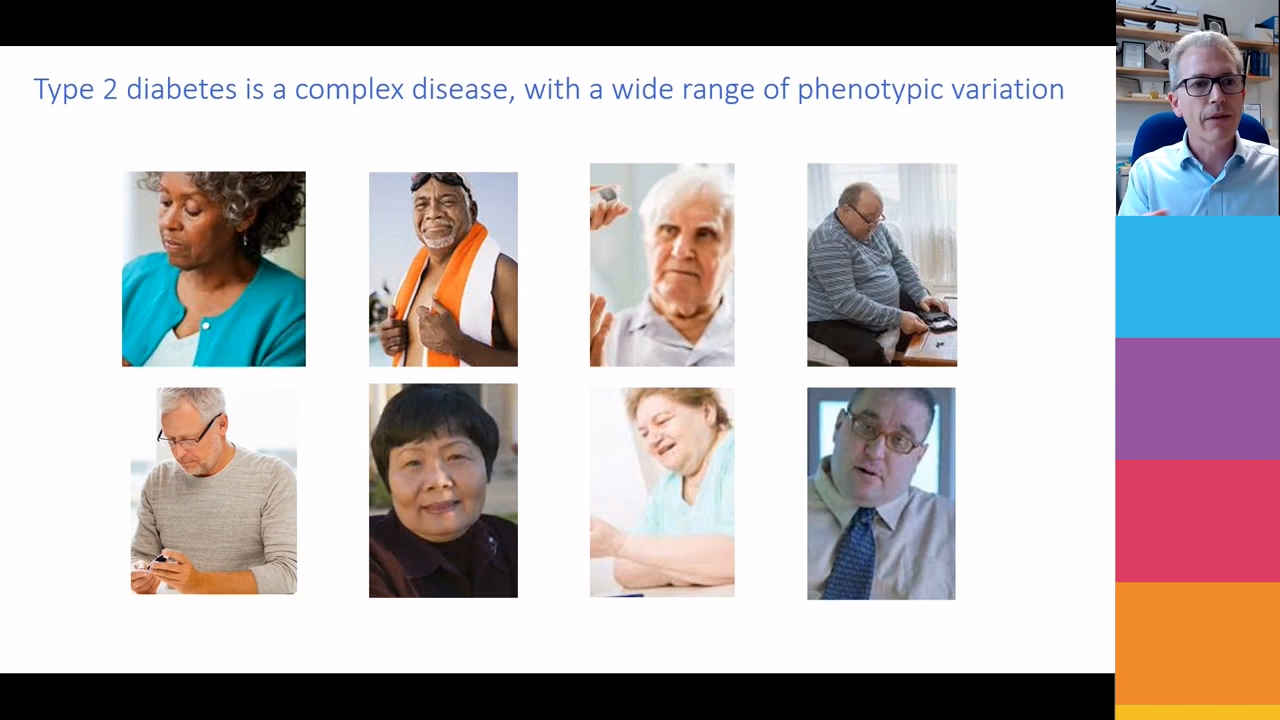 Type 2 diabetes is a complex disease, with a wide range of phenotypic variation